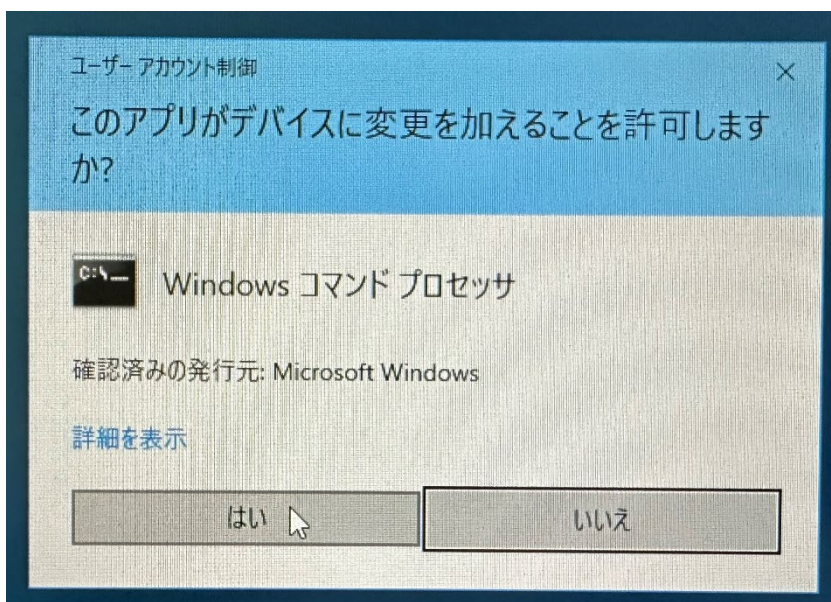 ユーザー アカウント制御
このアプリがデバイスに変更を加えることを許可します
か?
C:\
Windows コマンド プロセッサ
確認済みの発行元: Microsoft Windows
詳細を表示
はい
いいえ